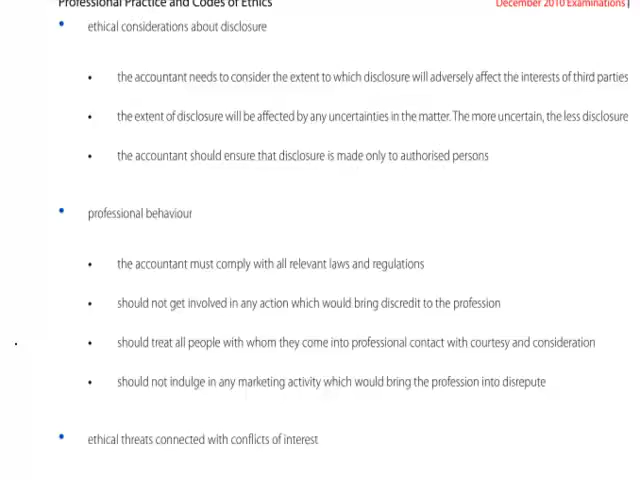 Professional Practice and Codes of Ethics
December 2010 Examinations |
• ethical considerations about disclosure
• the accountant needs to consider the extent to which disclosure will adversely affect the interests of third parties
• the extent of disclosure will be affected by any uncertainties in the matter. The more uncertain, the less disclosure
• the accountant should ensure that disclosure is made only to authorised persons
• professional behaviour
• the accountant must comply with all relevant laws and regulations
• should not get involved in any action which would bring discredit to the profession
• should treat all people with whom they come into professional contact with courtesy and consideration
• should not indulge in any marketing activity which would bring the profession into disrepute
• ethical threats connected with conflicts of interest